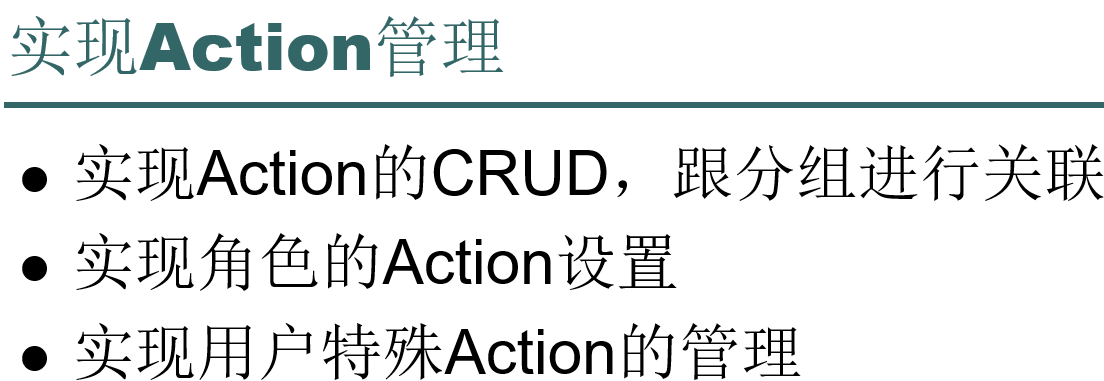 实现Action管理
实现Action的CRUD，跟分组进行关联
实现角色的Action设置
实现用户特殊Action的管理